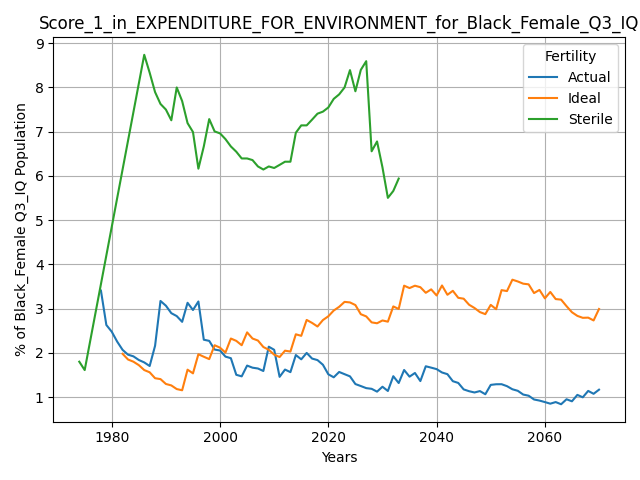 Score_1_in_EXPENDITURE_FOR_ENVIRONMENT_for_Black_Female_Q3_IQ
% of Black_Female Q3_IQ Population
9
8
7
6
5
4
3
2
1
Fertility
Actual
Ideal
Sterile
1980
2000
2020
2040
2060
Years